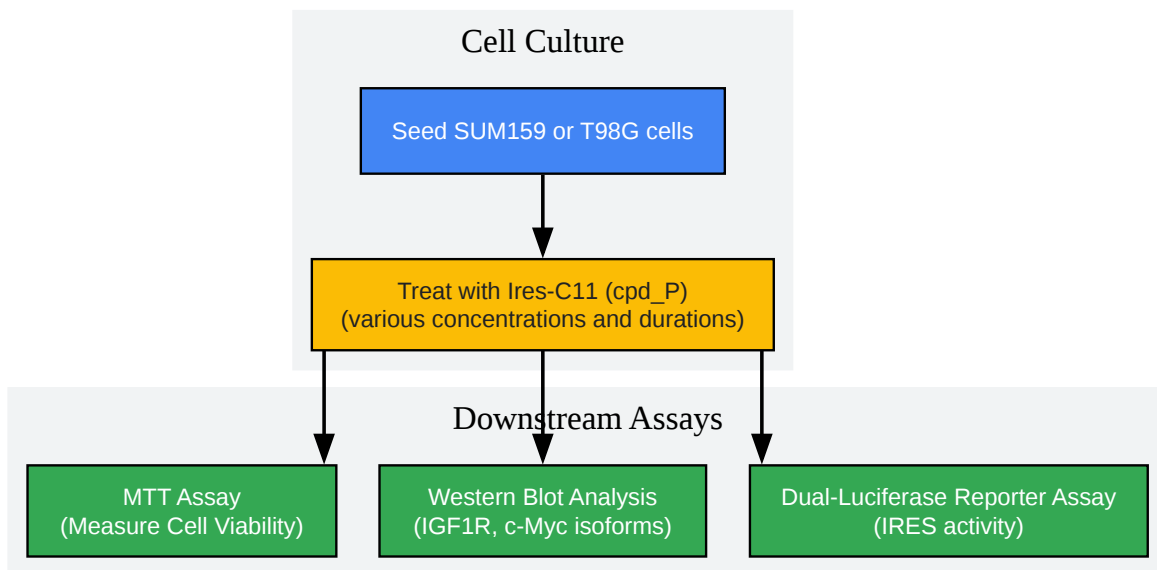 Cell Culture
Seed SUM159 or T98G cells
Treat with Ires-C11 (cpd_P)
(various concentrations and durations)
Downstream Assays
MTT Assay
(Measure Cell Viability)
Western Blot Analysis
(IGF1R, c-Myc isoforms)
Dual-Luciferase Reporter Assay
(IRES activity)